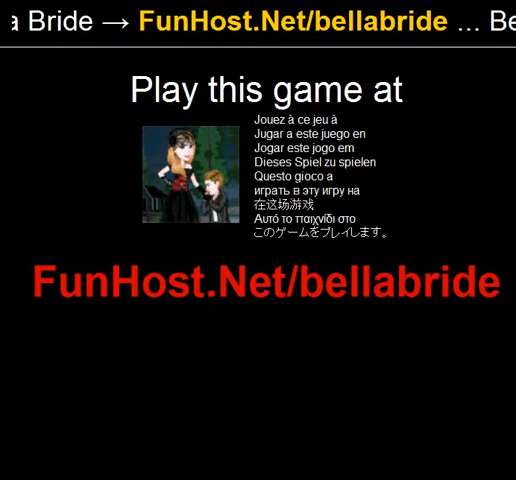 a Bride → FunHost.Net/bellabride ... Be
Play this game at
Jouez à ce jeu à
Jugar a este juego en
Jogar este jogo em
Dieses Spiel zu spielen
Questo gioco a
играть в эту игру на
在这场游戏
Αυτό το παιχνίδι στο
このゲームをプレイします。
FunHost.Net/bellabride